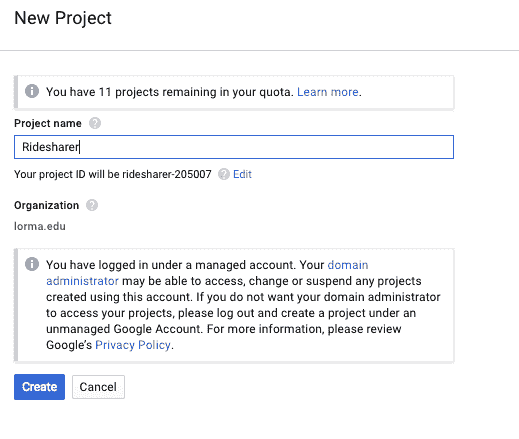 New Project
You have 11 projects remaining in your quota. Learn more.
Project name
Ridesharer
Your project ID will be ridesharer-205007 Edit
Organization
lorma.edu
You have logged in under a managed account. Your domain
administrator may be able to access, change or suspend any projects
created using this account. If you do not want your domain administrator
to access your projects, please log out and create a project under an
unmanaged Google Account. For more information, please review
Google's Privacy Policy.
Create Cancel